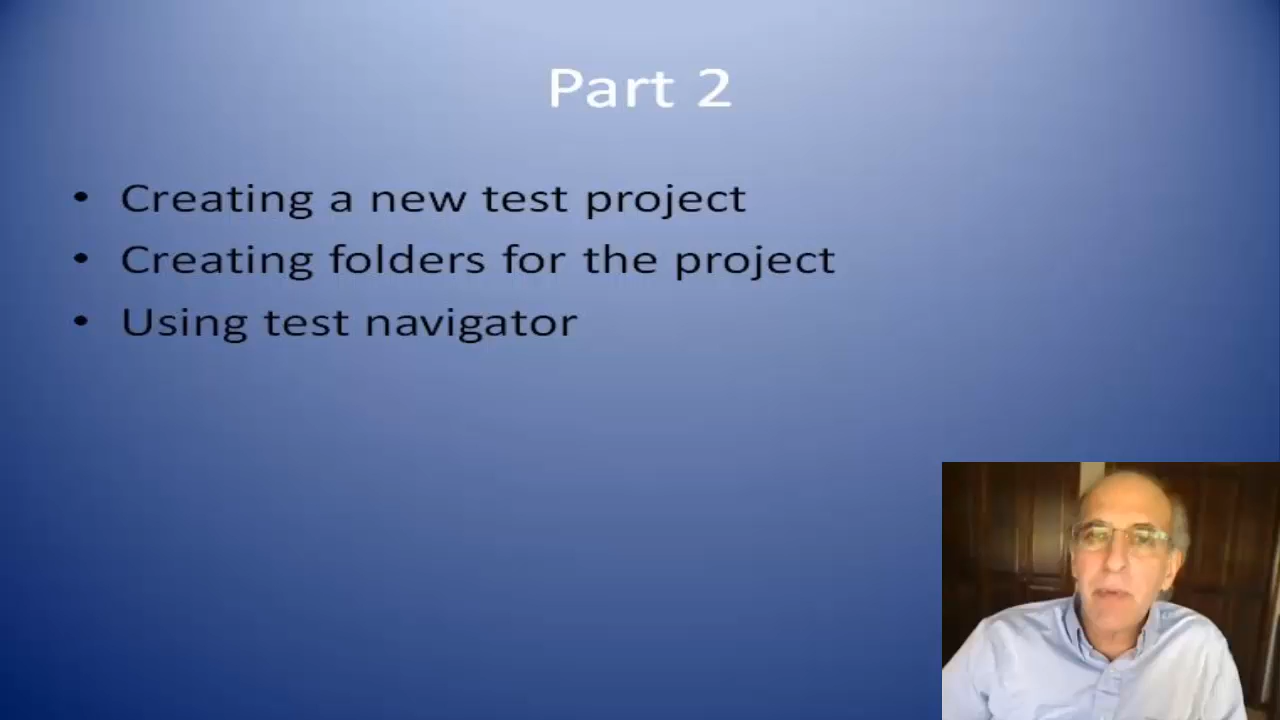 Part 2
• Creating a new test project
• Creating folders for the project
• Using test navigator